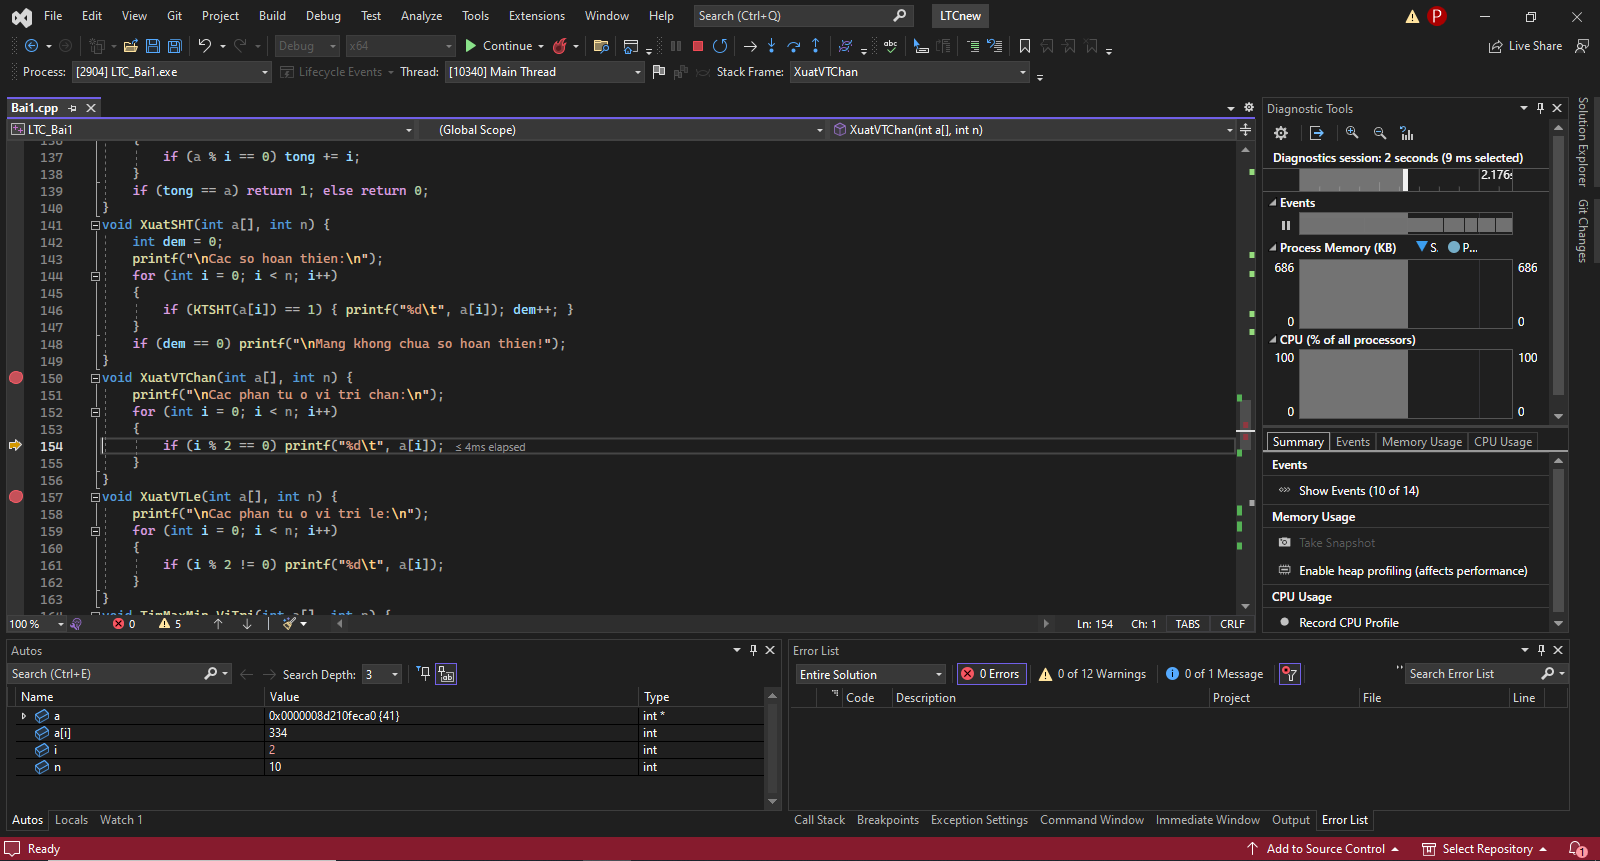 File Edit View Git Project Build Debug Test Analyze Tools Extensions Window Help Search (Ctrl+Q) LTCnew P
Debug x64 Continue abc Live Share
Process: [2904] LTC_Bai1.exe Lifecycle Events Thread: [10340] Main Thread Stack Frame: XuatVTChan
Bai1.cpp
LTC_Bai1 (Global Scope) XuatVTChan(int a[], int n)
136 {
137 if (a % i == 0) tong += i;
138 }
139 if (tong == a) return 1; else return 0;
140 }
141 void XuatSHT(int a[], int n) {
142 int dem = 0;
143 printf("\nCac so hoan thien:\n");
144 for (int i = 0; i < n; i++)
145 {
146 if (KTSHT(a[i]) == 1) { printf("%d\t", a[i]); dem++; }
147 }
148 if (dem == 0) printf("\nMang khong chua so hoan thien!");
149 }
150 void XuatVTChan(int a[], int n) {
151 printf("\nCac phan tu o vi tri chan:\n");
152 for (int i = 0; i < n; i++)
153 {
154 if (i % 2 == 0) printf("%d\t", a[i]); ≤ 4ms elapsed
155 }
156 }
157 void XuatVTLe(int a[], int n) {
158 printf("\nCac phan tu o vi tri le:\n");
159 for (int i = 0; i < n; i++)
160 {
161 if (i % 2 != 0) printf("%d\t", a[i]);
162 }
163 }
164 void TimMaxMin_ViTri(int a[], int n) {
100 % 0 5 Ln: 154 Ch: 1 TABS CRLF
Diagnostic Tools
Diagnostics session: 2 seconds (9 ms selected)
2.176s
Events
Process Memory (KB) S. P...
686 686
0 0
CPU (% of all processors)
100 100
0 0
Summary Events Memory Usage CPU Usage
Events
Show Events (10 of 14)
Memory Usage
Take Snapshot
Enable heap profiling (affects performance)
CPU Usage
Record CPU Profile
Solution Explorer
Git Changes
Autos
Search (Ctrl+E) Search Depth: 3
Name Value Type
a 0x0000008d210feca0 {41} int *
a[i] 334 int
i 2 int
n 10 int
Autos Locals Watch 1
Error List
Entire Solution 0 Errors 0 of 12 Warnings 0 of 1 Message Search Error List
Code Description Project File Line
Call Stack Breakpoints Exception Settings Command Window Immediate Window Output Error List
Ready Add to Source Control Select Repository 1